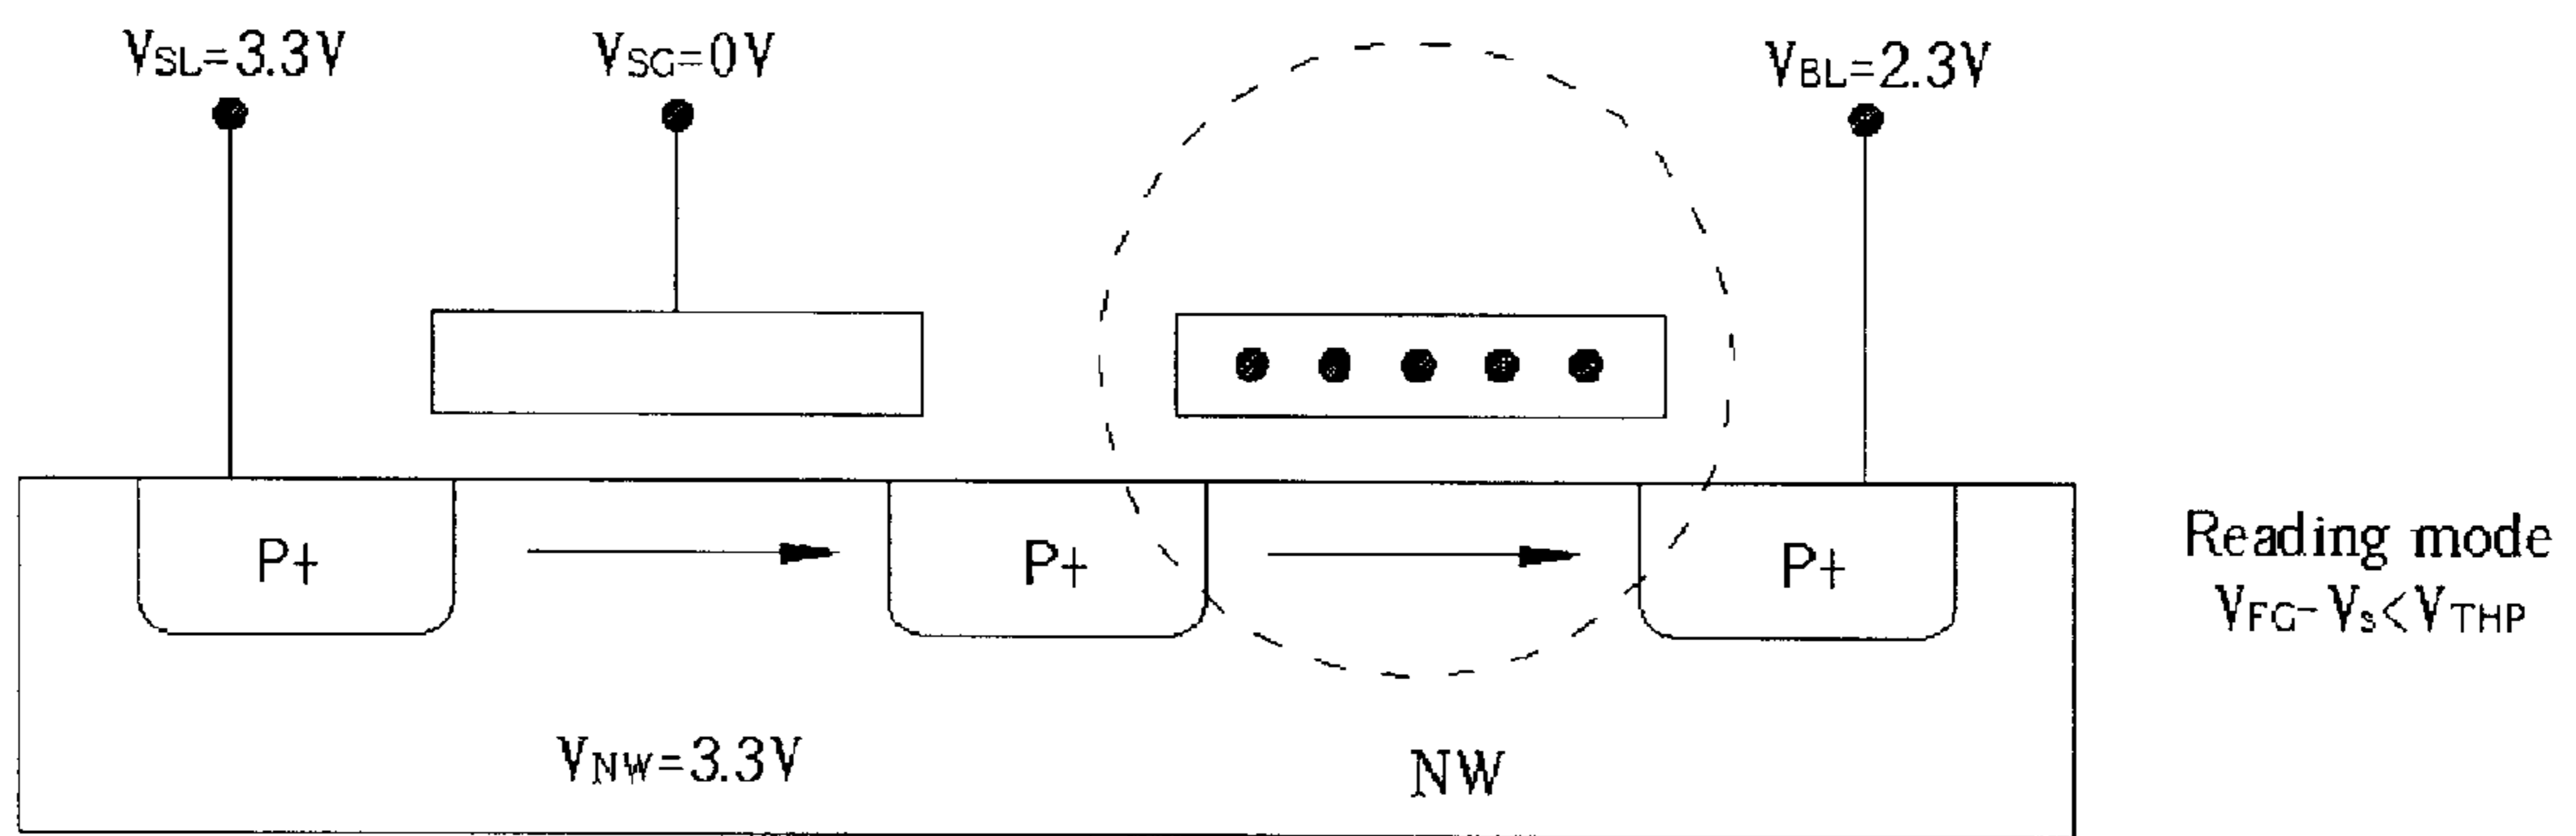 VSL=3.3V
VSG=0V
VBL=2.3V
P+
P+
P+
Reading mode
VFG-Vs<VTHP
VNW=3.3V
NW